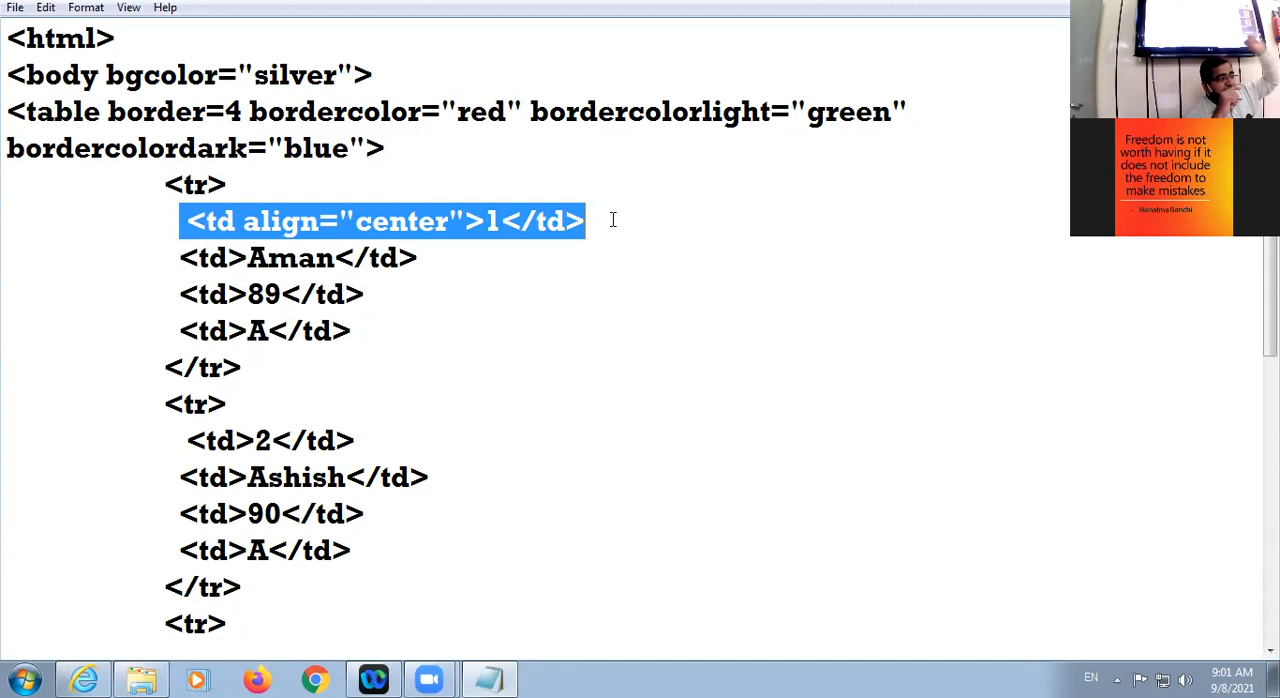 File Edit Format View Help
<html>
<body bgcolor="silver">
<table border=4 bordercolor="red" bordercolorlight="green"
bordercolordark="blue">
<tr>
<td align="center">1</td>
<td>Aman</td>
<td>89</td>
<td>A</td>
</tr>
<tr>
<td>2</td>
<td>Ashish</td>
<td>90</td>
<td>A</td>
</tr>
<tr>
Freedom is not
worth having if it
does not include
the freedom to
make mistakes
- Mahatma Gandhi
EN
9:01 AM
9/8/2021